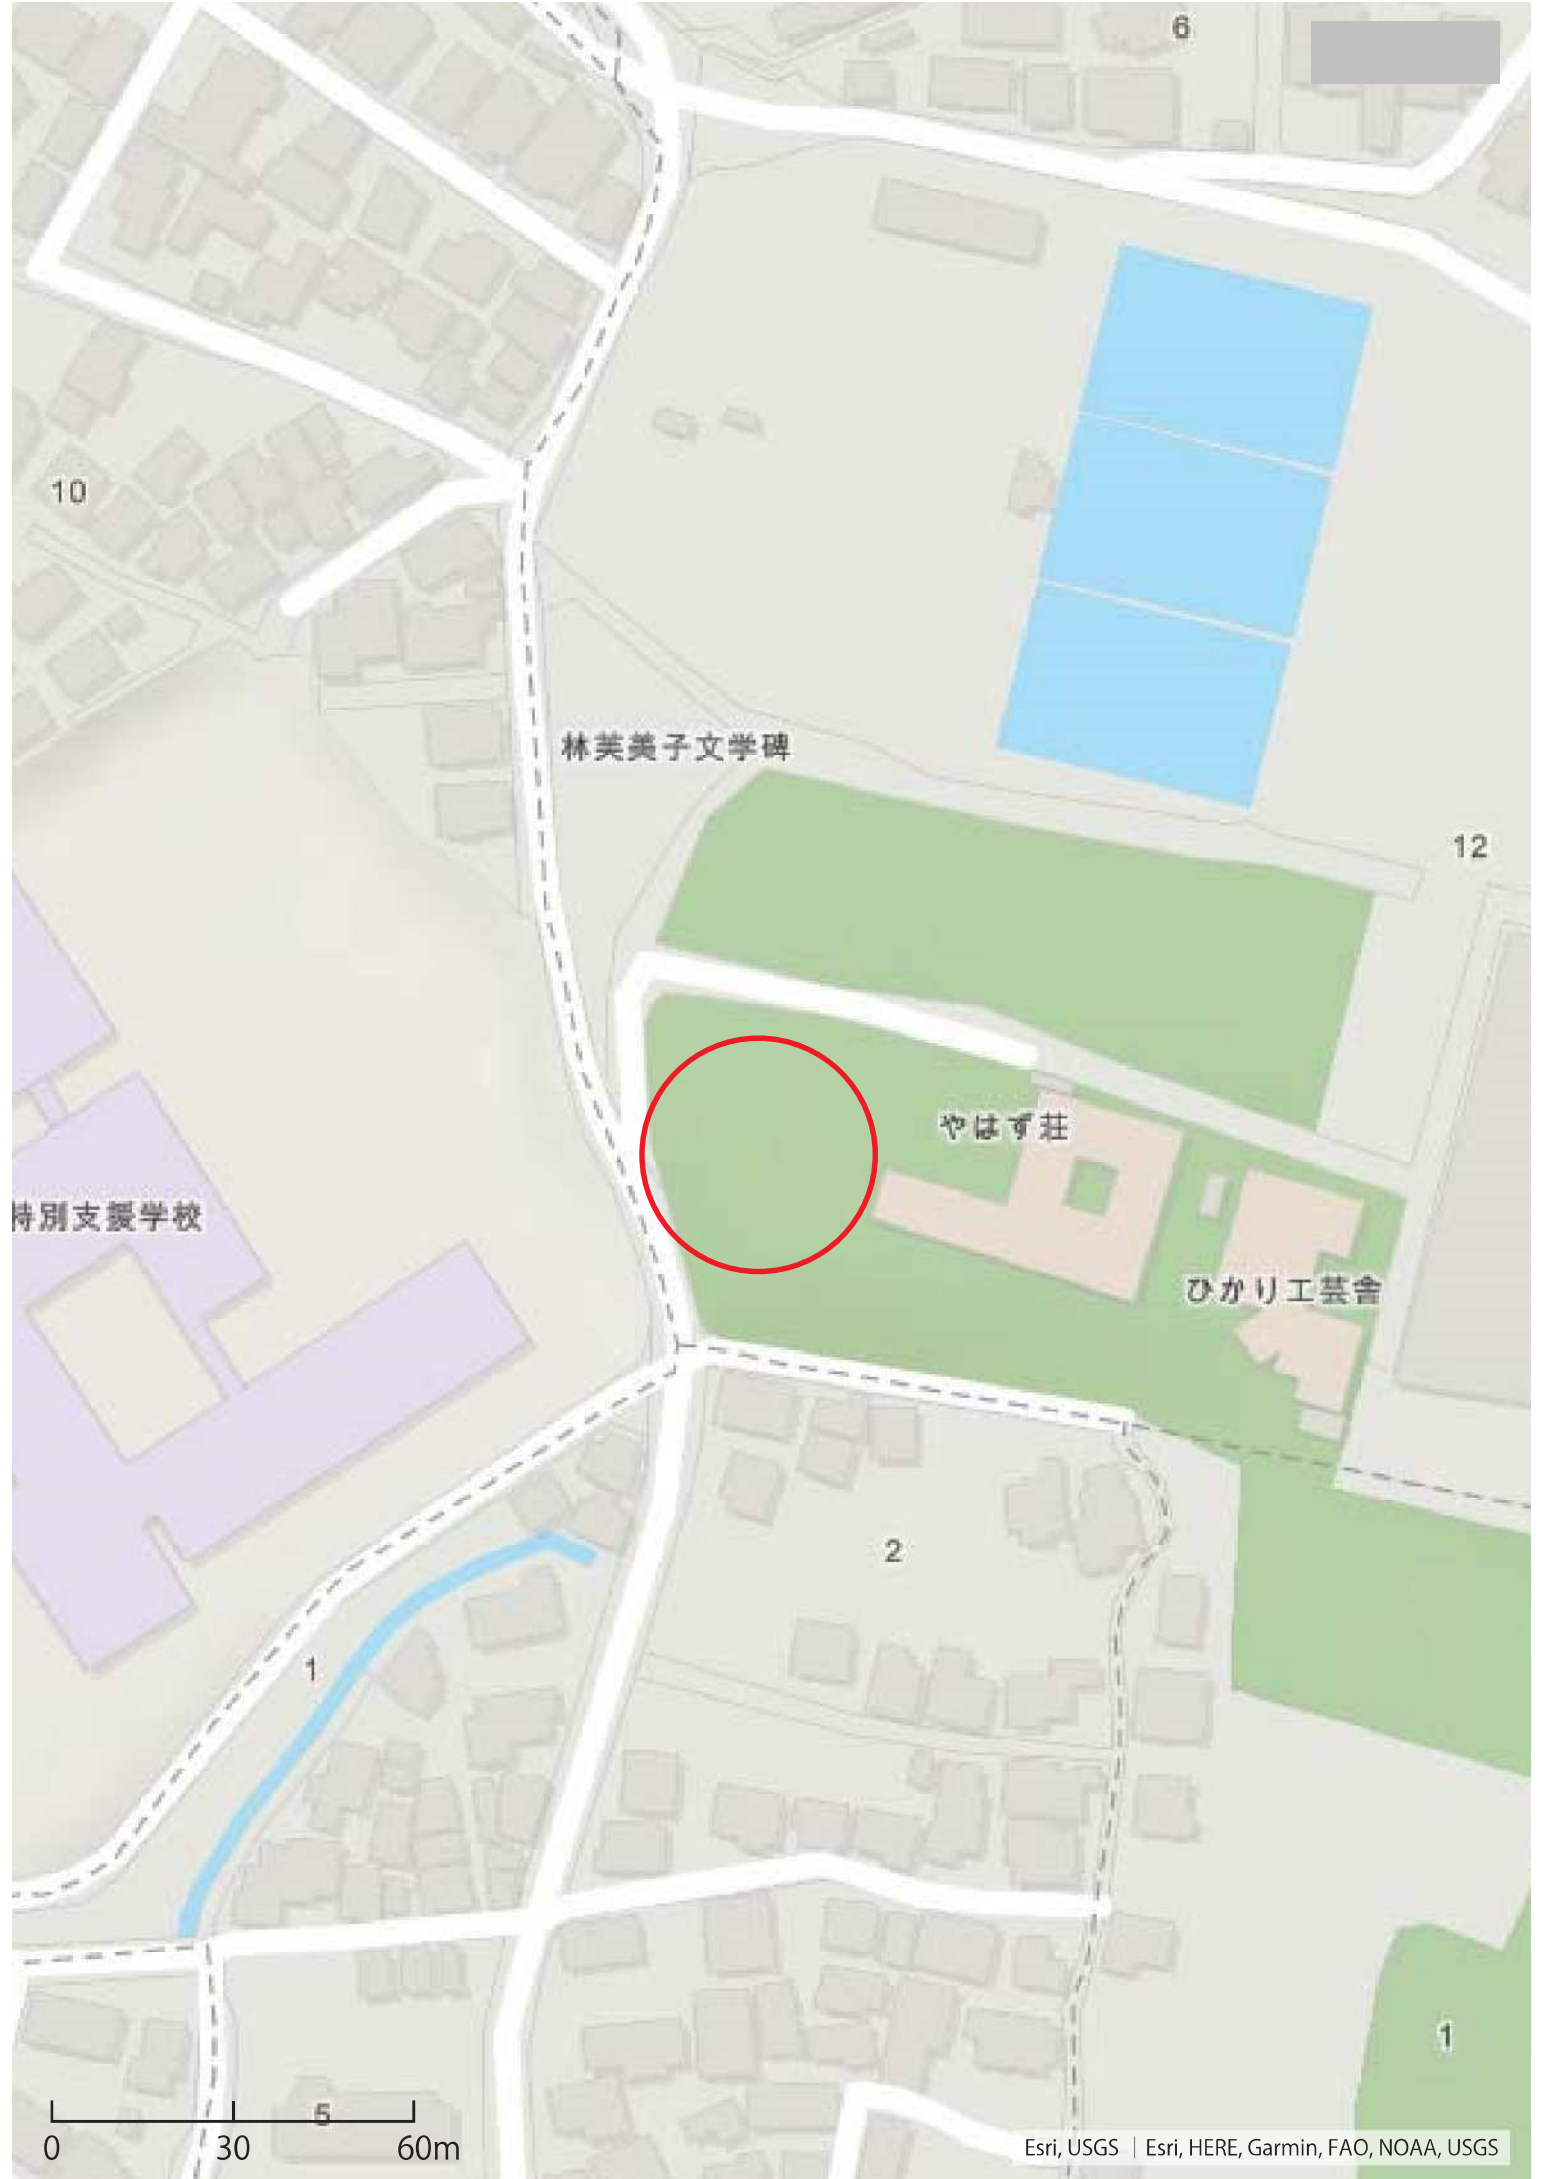 6
10
林芙美子文学碑
12
やはず荘
特別支援学校
ひかり工芸舎
2
1
1
5
0 30 60m
Esri, USGS | Esri, HERE, Garmin, FAO, NOAA, USGS